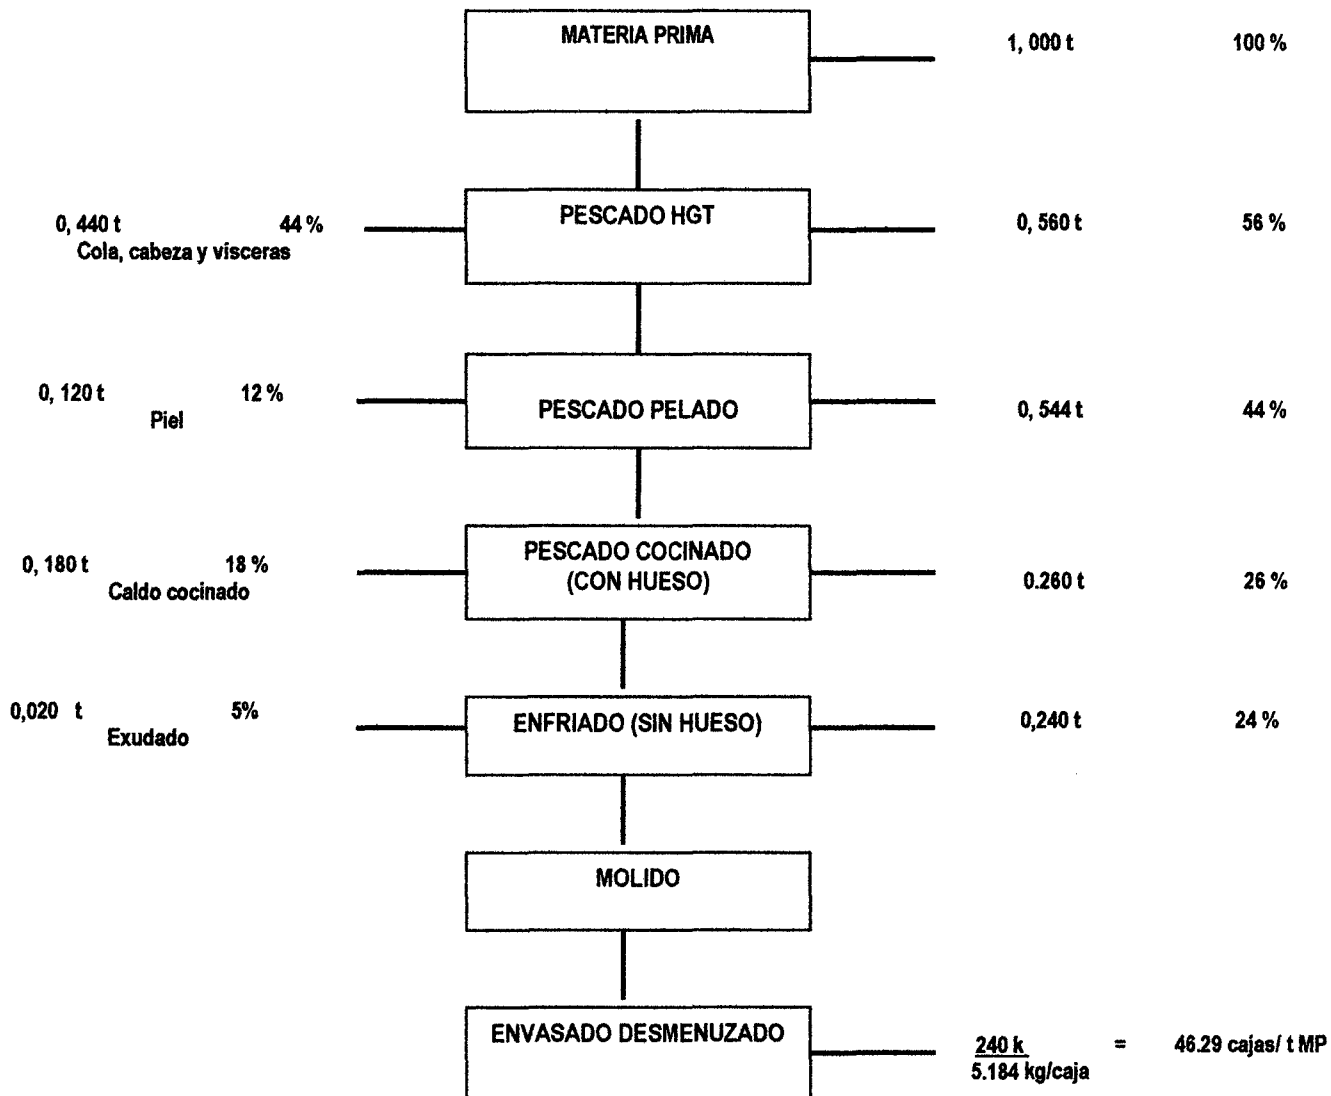 MATERIA PRIMA
1, 000 t 100 %
PESCADO HGT
0, 440 t 44 %
Cola, cabeza y visceras
0, 560 t 56 %
0, 120 t 12 %
Piel
PESCADO PELADO
0, 544 t 44 %
PESCADO COCINADO
(CON HUESO)
0, 180 t 18 %
Caldo cocinado
0.260 t 26 %
0,020 t 5%
Exudado
ENFRIADO (SIN HUESO)
0,240 t 24 %
MOLIDO
ENVASADO DESMENUZADO
240 k = 46.29 cajas/ t MP
5.184 kg/caja